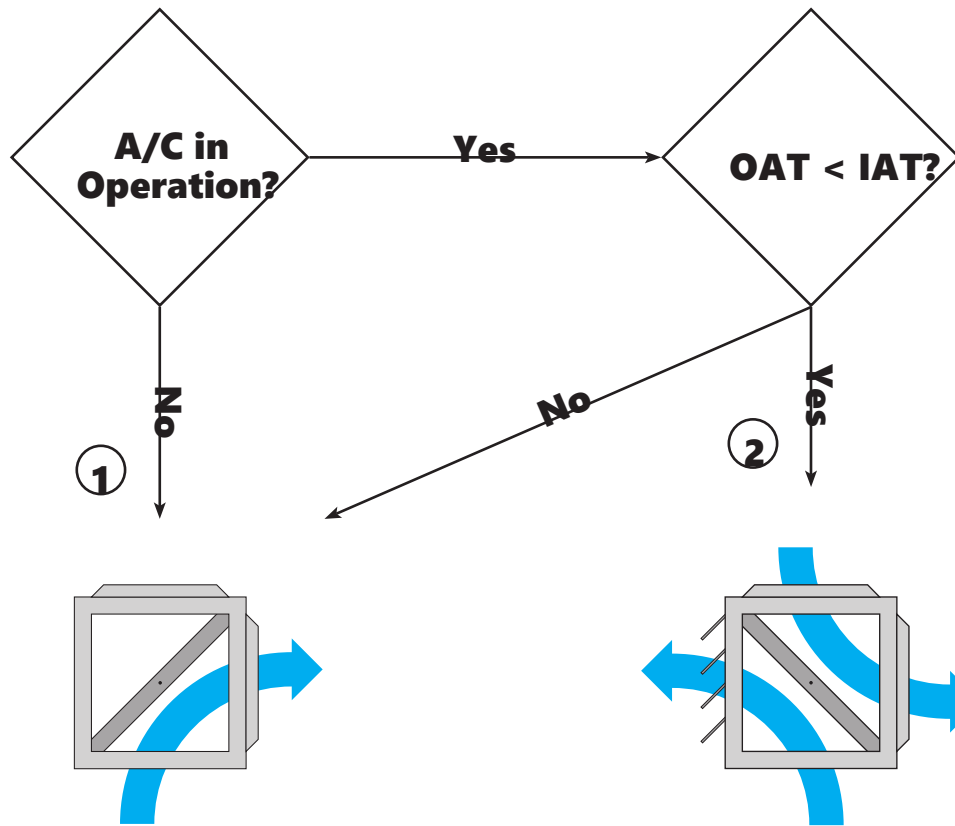 A/C in
Operation?
Yes
OAT < IAT?
No
No
Yes
1
2